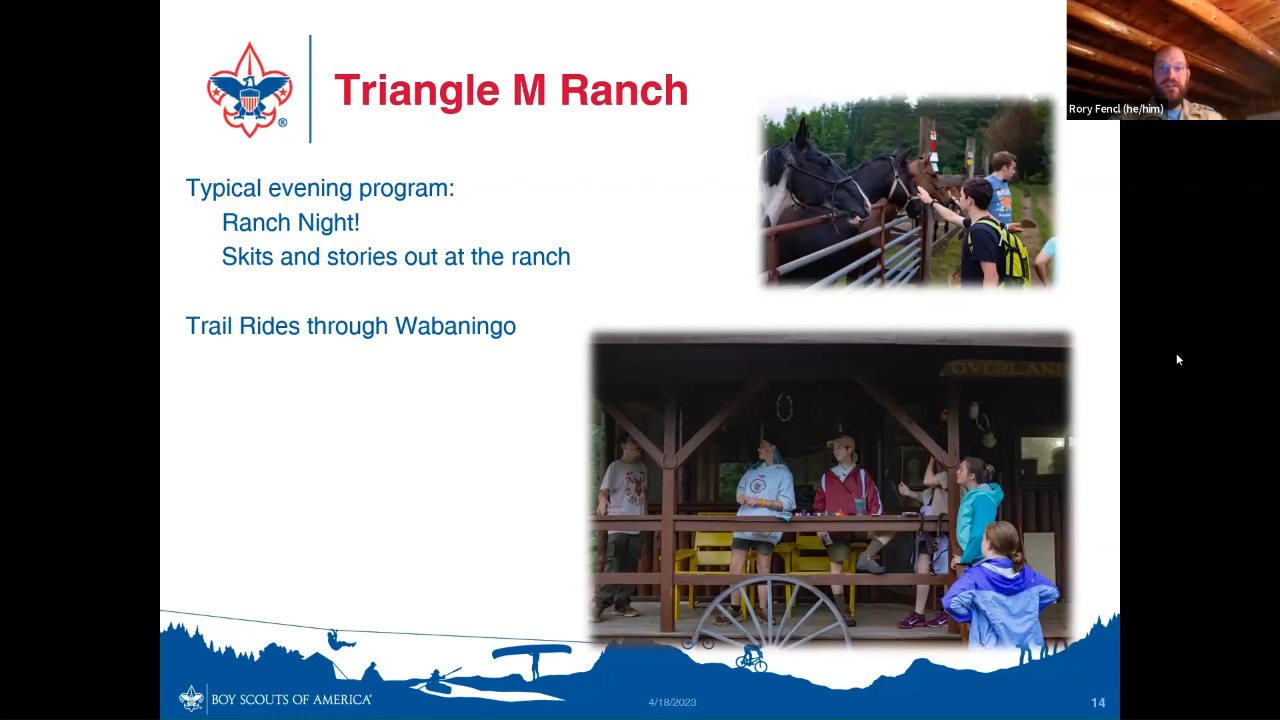 Triangle M Ranch
®
Rory Fencl (he/him)
Typical evening program:
Ranch Night!
Skits and stories out at the ranch
Trail Rides through Wabaningo
OVERLAND
BOY SCOUTS OF AMERICA®
4/18/2023
14